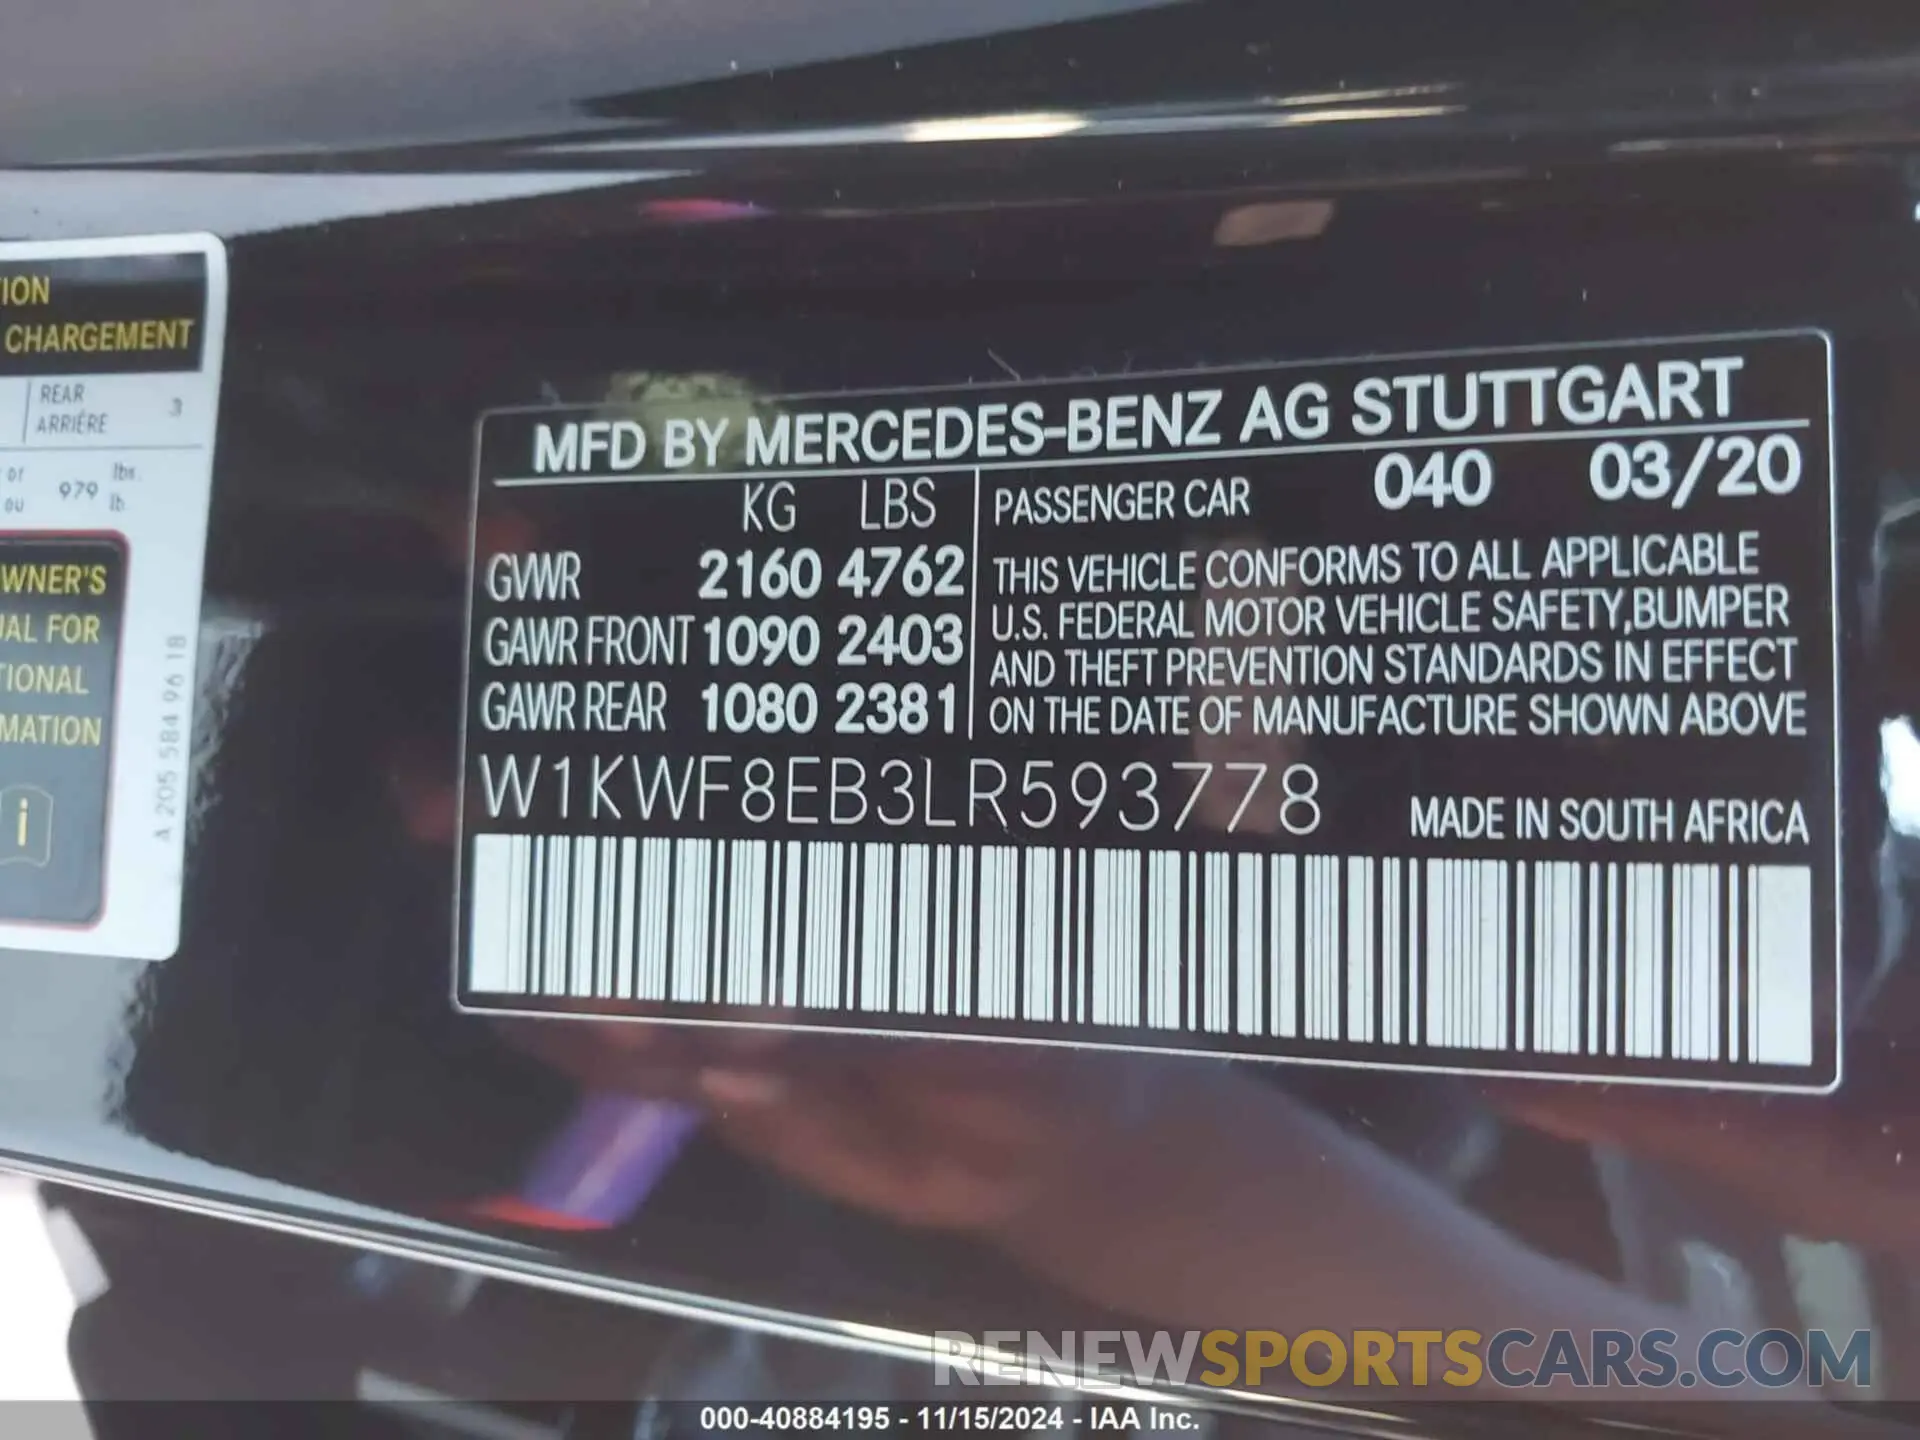 ION
CHARGEMENT
REAR
ARRIÉRE 3
or
ou 979 lbs.
lb.
WNER'S
AL FOR
TIONAL
MATION
i
A 205 584 96 18
MFD BY MERCEDES-BENZ AG STUTTGART
KG LBS
GVWR 2160 4762
GAWR FRONT 1090 2403
GAWR REAR 1080 2381
PASSENGER CAR 040 03/20
THIS VEHICLE CONFORMS TO ALL APPLICABLE
U.S. FEDERAL MOTOR VEHICLE SAFETY,BUMPER
AND THEFT PREVENTION STANDARDS IN EFFECT
ON THE DATE OF MANUFACTURE SHOWN ABOVE
W1KWF8EB3LR593778
MADE IN SOUTH AFRICA
RENEWSPORTSCARS.COM
000-40884195 - 11/15/2024 - IAA Inc.